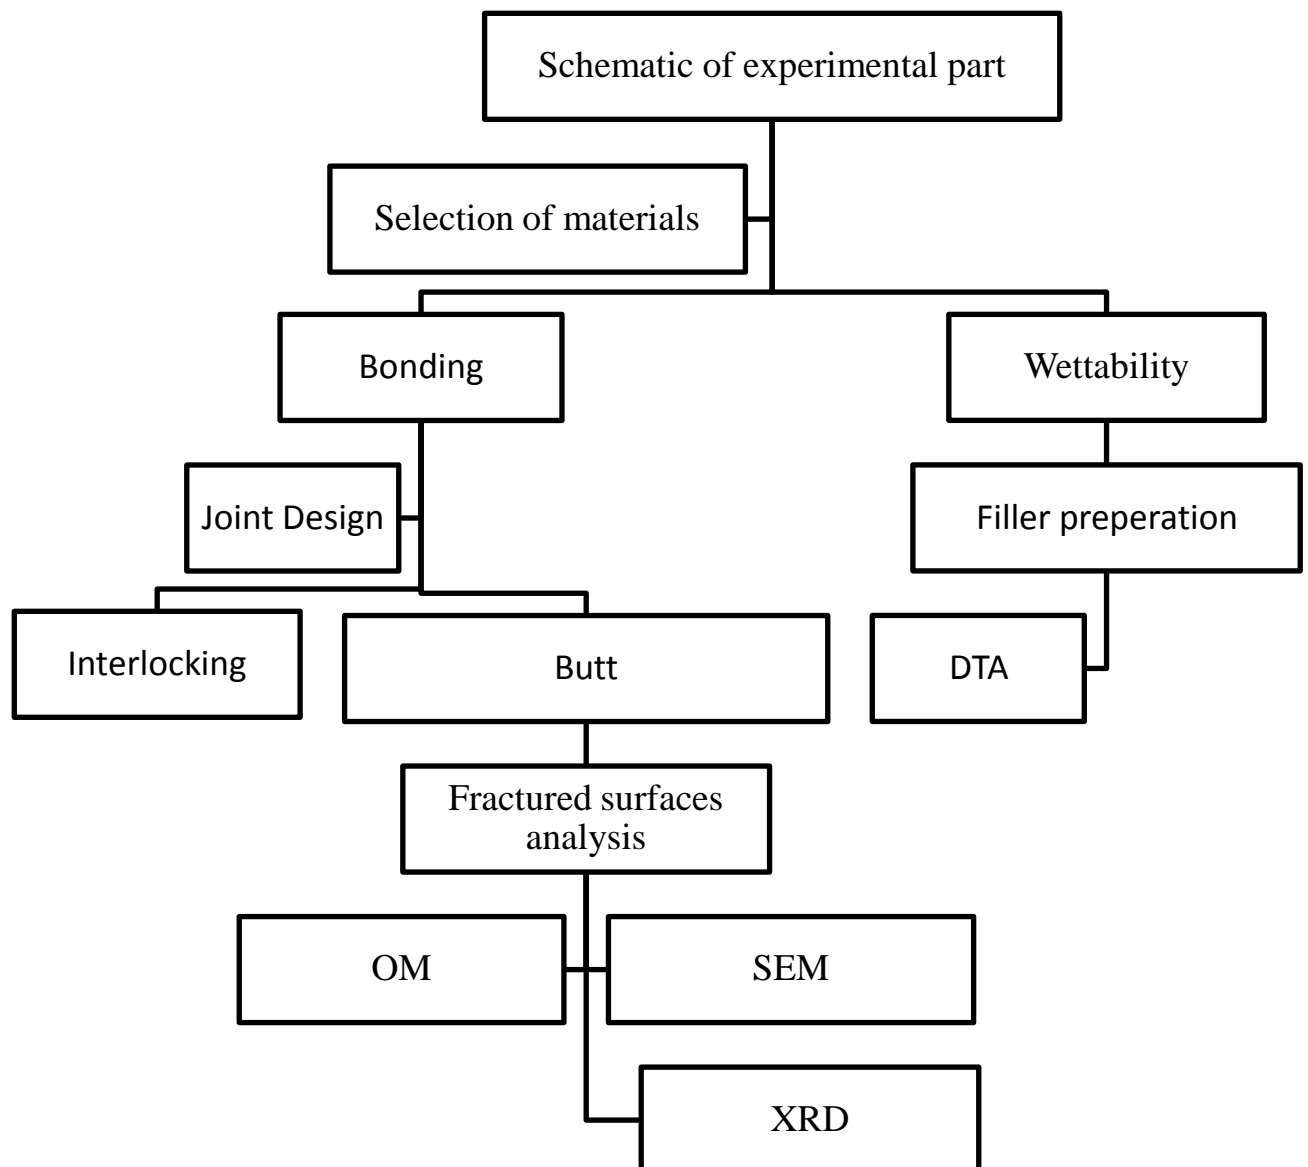 Schematic of experimental part
Selection of materials
Bonding
Wettability
Joint Design
Filler preperation
Interlocking
Butt
DTA
Fractured surfaces
analysis
OM
SEM
XRD